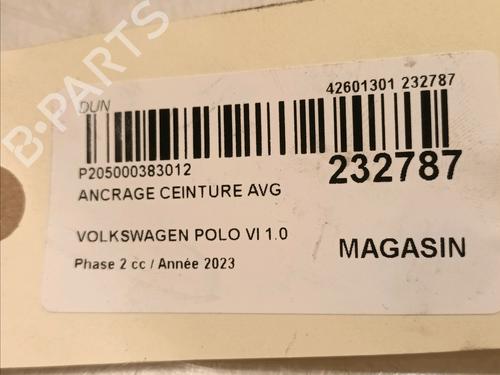 DUN
42601301 232787
P205000383012
232787
ANCRAGE CEINTURE AVG
VOLKSWAGEN POLO VI 1.0
MAGASIN
Phase 2 cc / Année 2023
B-PARTS